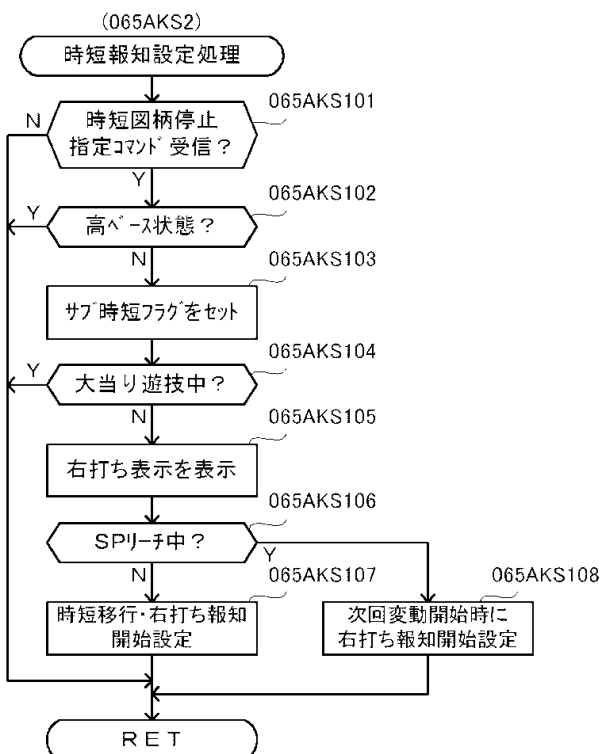 (065AKS2)
時短報知設定処理
065AKS101
N
時短図柄停止
指定コマンド受信？
Y
065AKS102
Y
高ベース状態？
N
065AKS103
サブ時短フラグをセット
065AKS104
Y
大当り遊技中？
N
065AKS105
右打ち表示を表示
065AKS106
SPリーチ中？
Y
N
065AKS107
065AKS108
時短移行・右打ち報知
開始設定
次回変動開始時に
右打ち報知開始設定
RET